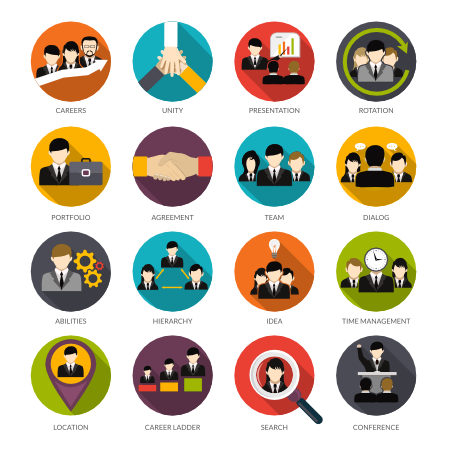 CAREERS
UNITY
PRESENTATION
ROTATION
PORTFOLIO
AGREEMENT
TEAM
DIALOG
ABILITIES
HIERARCHY
IDEA
TIME MANAGEMENT
LOCATION
CAREER LADDER
SEARCH
CONFERENCE